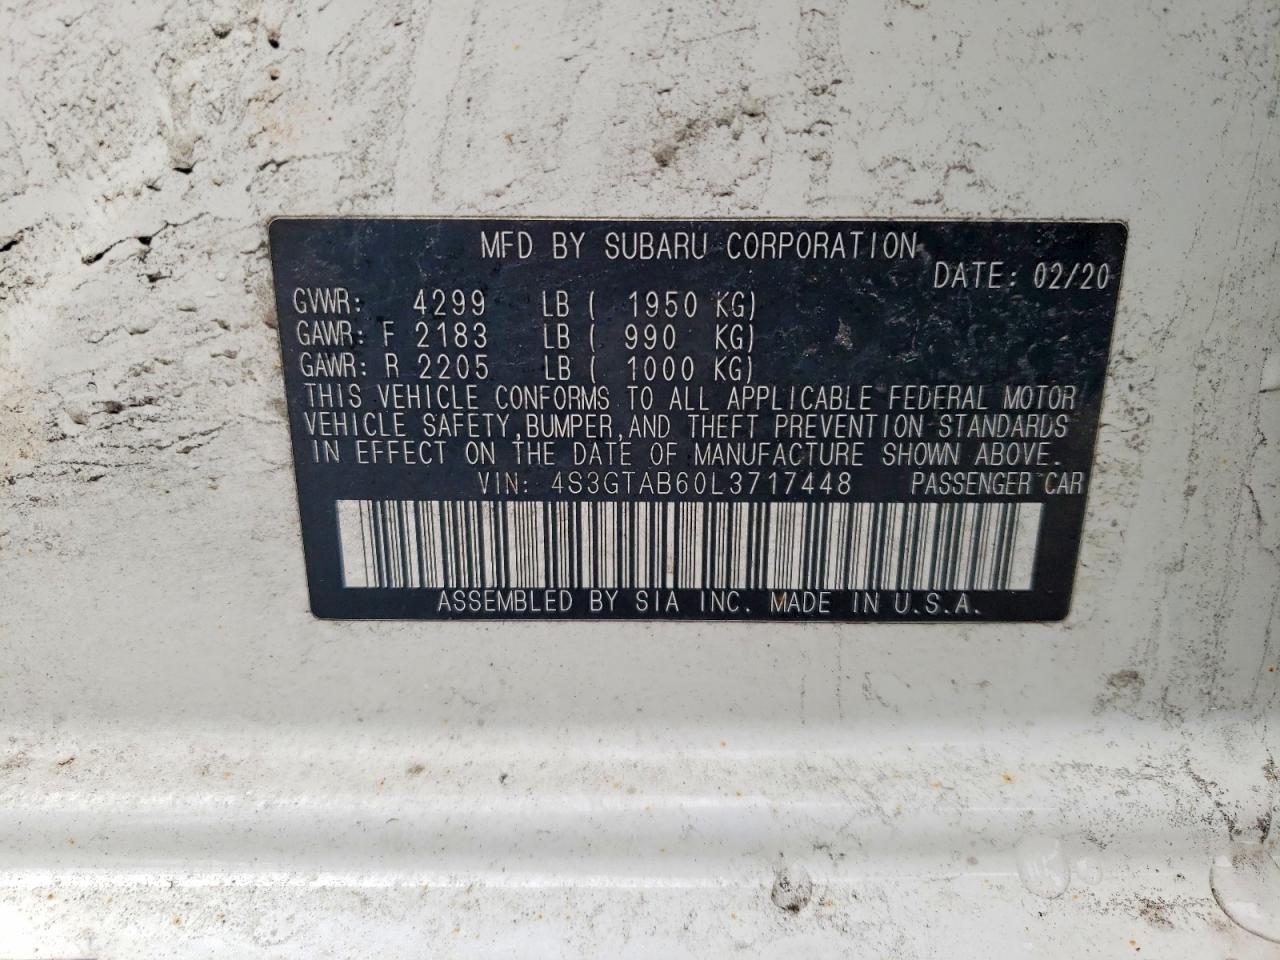 MFD BY SUBARU CORPORATION
DATE: 02/20
GVWR: 4299 LB ( 1950 KG)
GAWR: F 2183 LB ( 990 KG)
GAWR: R 2205 LB ( 1000 KG)
THIS VEHICLE CONFORMS TO ALL APPLICABLE FEDERAL MOTOR
VEHICLE SAFETY,BUMPER,AND THEFT PREVENTION STANDARDS
IN EFFECT ON THE DATE OF MANUFACTURE SHOWN ABOVE.
VIN: 4S3GTAB60L3717448 PASSENGER CAR
ASSEMBLED BY SIA INC. MADE IN U.S.A.